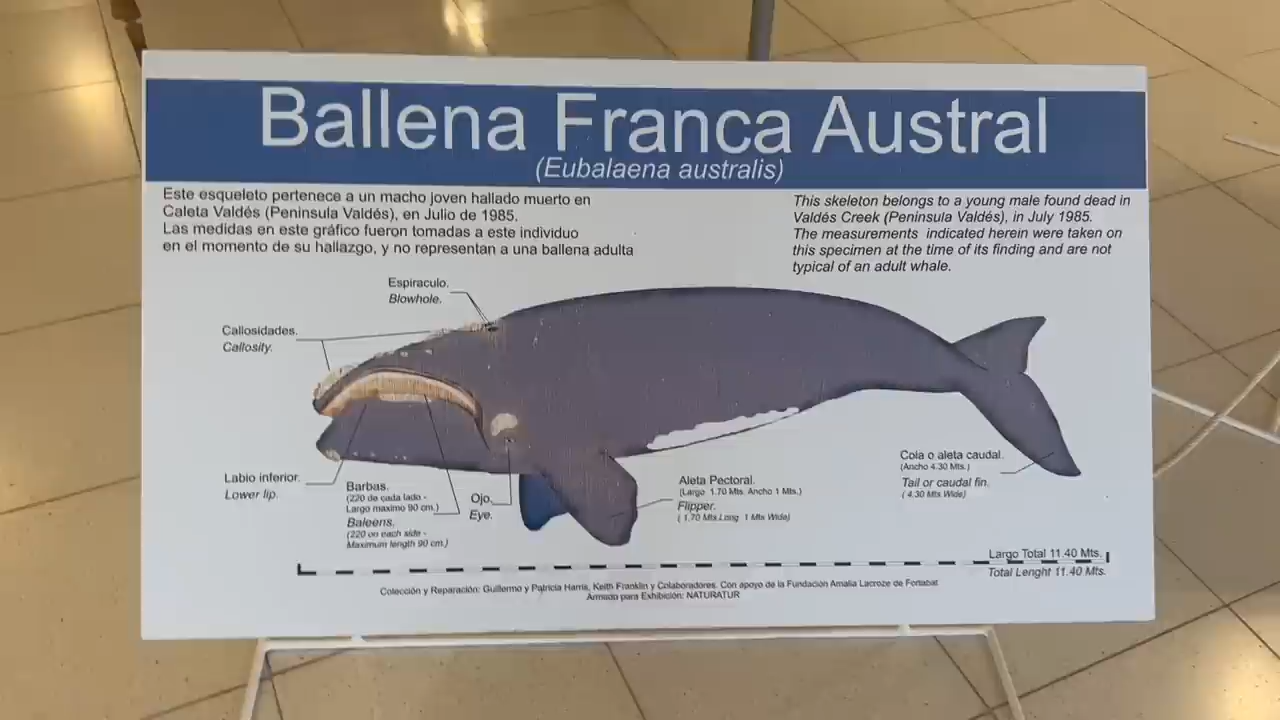 Ballena Franca Austral
(Eubalaena australis)
Este esqueleto pertenece a un macho joven hallado muerto en
Caleta Valdés (Peninsula Valdés), en Julio de 1985.
Las medidas en este gráfico fueron tomadas a este individuo
en el momento de su hallazgo, y no representan a una ballena adulta
This skeleton belongs to a young male found dead in
Valdés Creek (Peninsula Valdés), in July 1985.
The measurements indicated herein were taken on
this specimen at the time of its finding and are not
typical of an adult whale.
Espiraculo.
Blowhole.
Callosidades.
Callosity.
Labio inferior.
Lower lip.
Barbas.
(220 de cada lado -
Largo maximo 90 cm.)
Baleens.
(220 on each side -
Maximum length 90 cm.)
Ojo.
Eye.
Aleta Pectoral.
(Largo 1.70 Mts. Ancho 1 Mts.)
Flipper.
( 1.70 Mts.Long 1 Mts Wide)
Cola o aleta caudal.
(Ancho 4.30 Mts.)
Tail or caudal fin.
( 4.30 Mts Wide)
Largo Total 11.40 Mts.
Total Lenght 11.40 Mts.
Colección y Reparación: Guillermo y Patricia Harris, Keith Franklin y Colaboradores. Con apoyo de la Fundación Amalia Lacroze de Fortabat
Armado para Exhibición: NATURATUR